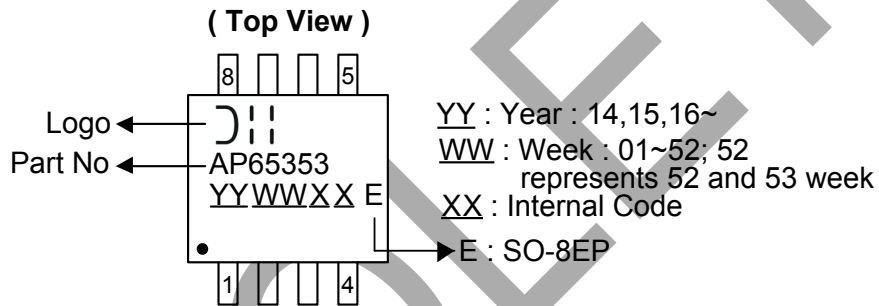 ( Top View )
8 5
Logo
Part No
AP65353
YYWWXX E
1 4
YY : Year : 14,15,16~
WW : Week : 01~52; 52
represents 52 and 53 week
XX : Internal Code
E : SO-8EP